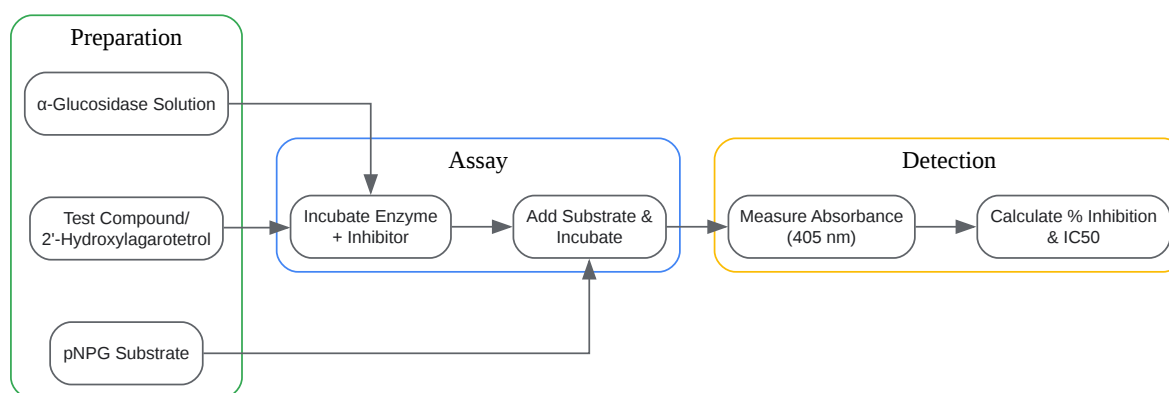 Preparation
α-Glucosidase Solution
Test Compound/
2'-Hydroxylagarotetrol
pNPG Substrate
Assay
Incubate Enzyme
+ Inhibitor
Add Substrate &
Incubate
Detection
Measure Absorbance
(405 nm)
Calculate % Inhibition
& IC50